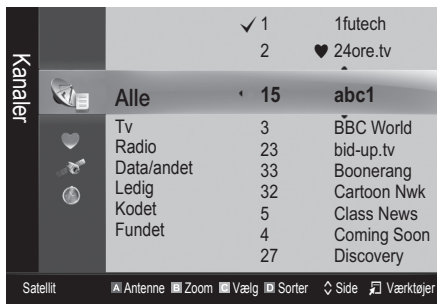 Kanaler
✓ 1 1futech
2 ♥ 24ore.tv
Alle 15 abc1
Tv 3 BBC World
Radio 23 bid-up.tv
Data/andet 33 Boonerang
Ledig 32 Cartoon Nwk
Kodet 5 Class News
Fundet 4 Coming Soon
27 Discovery
Satellit A Antenne B Zoom C Vælg D Sorter Side Værktøjer